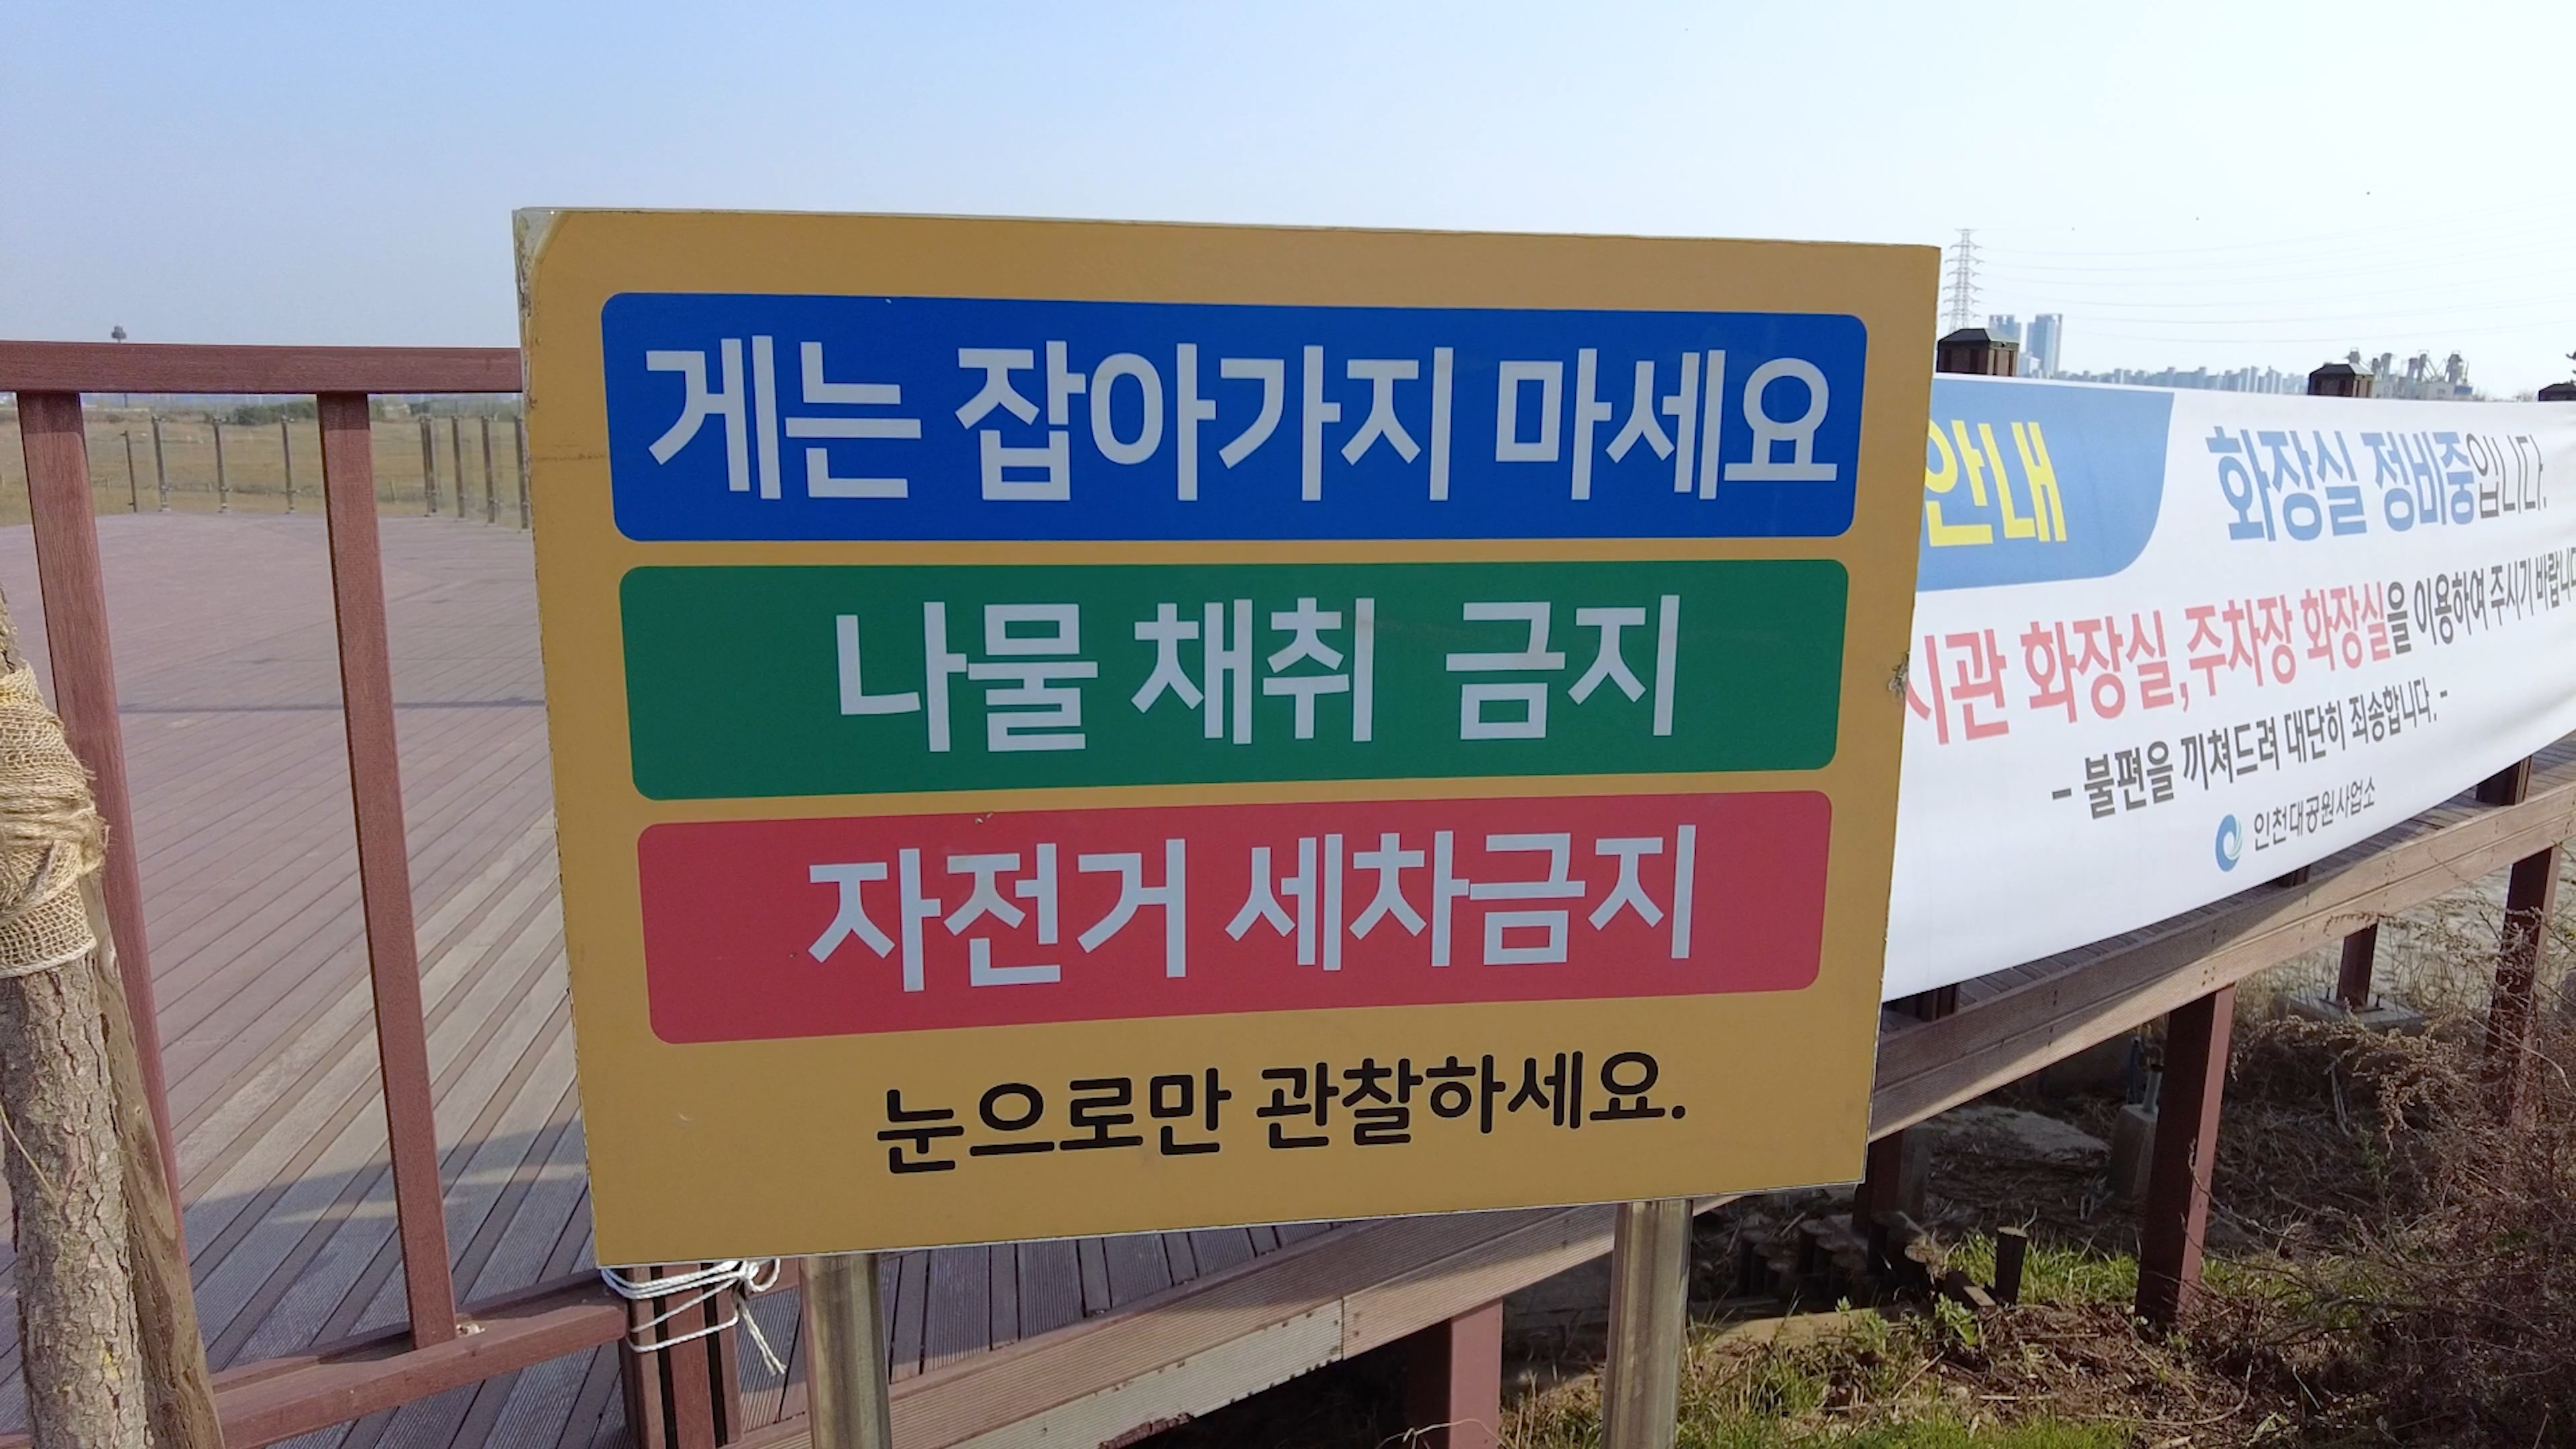 게는 잡아가지 마세요
나물 채취 금지
자전거 세차금지
눈으로만 관찰하세요.
안내
화장실 정비중입니다.
화장실,주차장 화장실을 이용하여 주시기 바랍니다
- 불편을 끼쳐드려 대단히 죄송합니다. -
인천대공원사업소